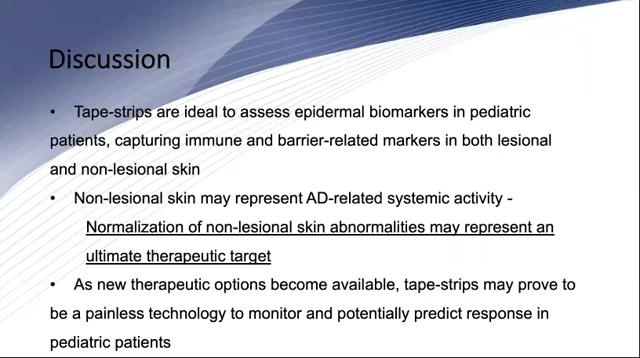 Discussion
• Tape-strips are ideal to assess epidermal biomarkers in pediatric
patients, capturing immune and barrier-related markers in both lesional
and non-lesional skin
• Non-lesional skin may represent AD-related systemic activity -
Normalization of non-lesional skin abnormalities may represent an
ultimate therapeutic target
• As new therapeutic options become available, tape-strips may prove to
be a painless technology to monitor and potentially predict response in
pediatric patients